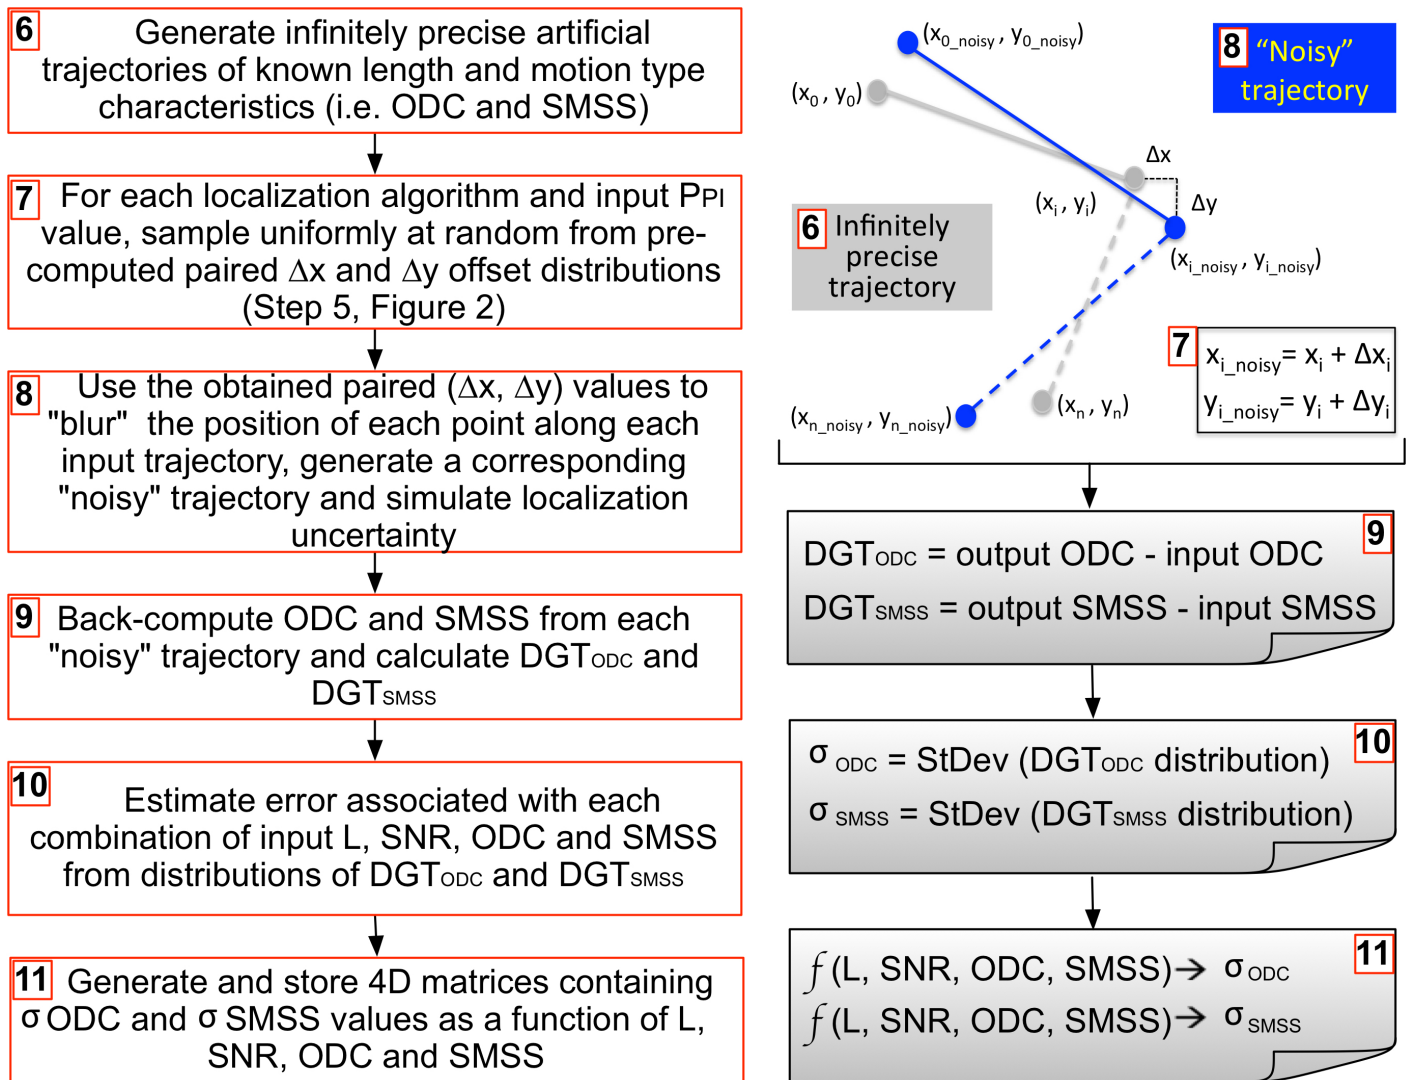 6 Generate infinitely precise artificial
trajectories of known length and motion type
characteristics (i.e. ODC and SMSS)
7 For each localization algorithm and input PPI
value, sample uniformly at random from pre-
computed paired Δx and Δy offset distributions
(Step 5, Figure 2)
8 Use the obtained paired (Δx, Δy) values to
"blur" the position of each point along each
input trajectory, generate a corresponding
"noisy" trajectory and simulate localization
uncertainty
9 Back-compute ODC and SMSS from each
"noisy" trajectory and calculate DGTODC and
DGTSMSS
10 Estimate error associated with each
combination of input L, SNR, ODC and SMSS
from distributions of DGTODC and DGTSMSS
11 Generate and store 4D matrices containing
σ ODC and σ SMSS values as a function of L,
SNR, ODC and SMSS
(x0_noisy , y0_noisy)
(x0 , y0)
8 “Noisy”
trajectory
Δx
(xi , yi)
Δy
6 Infinitely
precise
trajectory
(xi_noisy , yi_noisy)
7 xi_noisy= xi + Δxi
yi_noisy= yi + Δyi
(xn_noisy , yn_noisy)
(xn , yn)
9
DGTODC = output ODC - input ODC
DGTSMSS = output SMSS - input SMSS
10
σ ODC = StDev (DGTODC distribution)
σ SMSS = StDev (DGTSMSS distribution)
11
f (L, SNR, ODC, SMSS)→ σ ODC
f (L, SNR, ODC, SMSS)→ σ SMSS